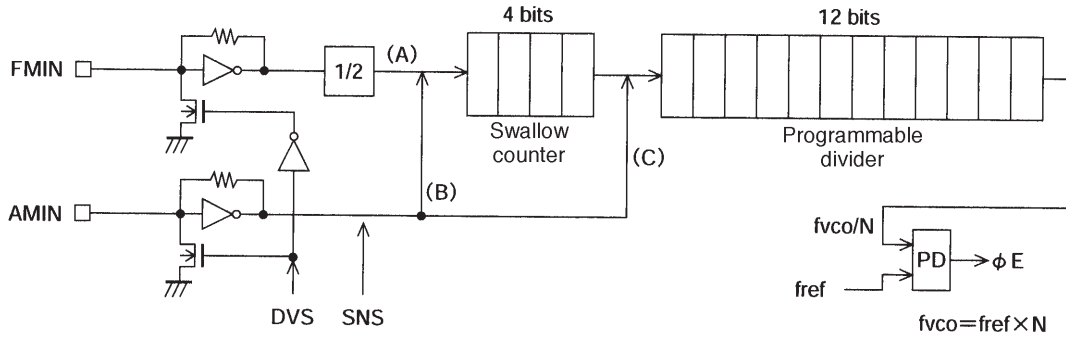 4 bits
12 bits
FMIN
1/2
(A)
Swallow
counter
Programmable
divider
(C)
(B)
AMIN
DVS
SNS
fvco/N
PD
φE
fref
fvco=fref×N